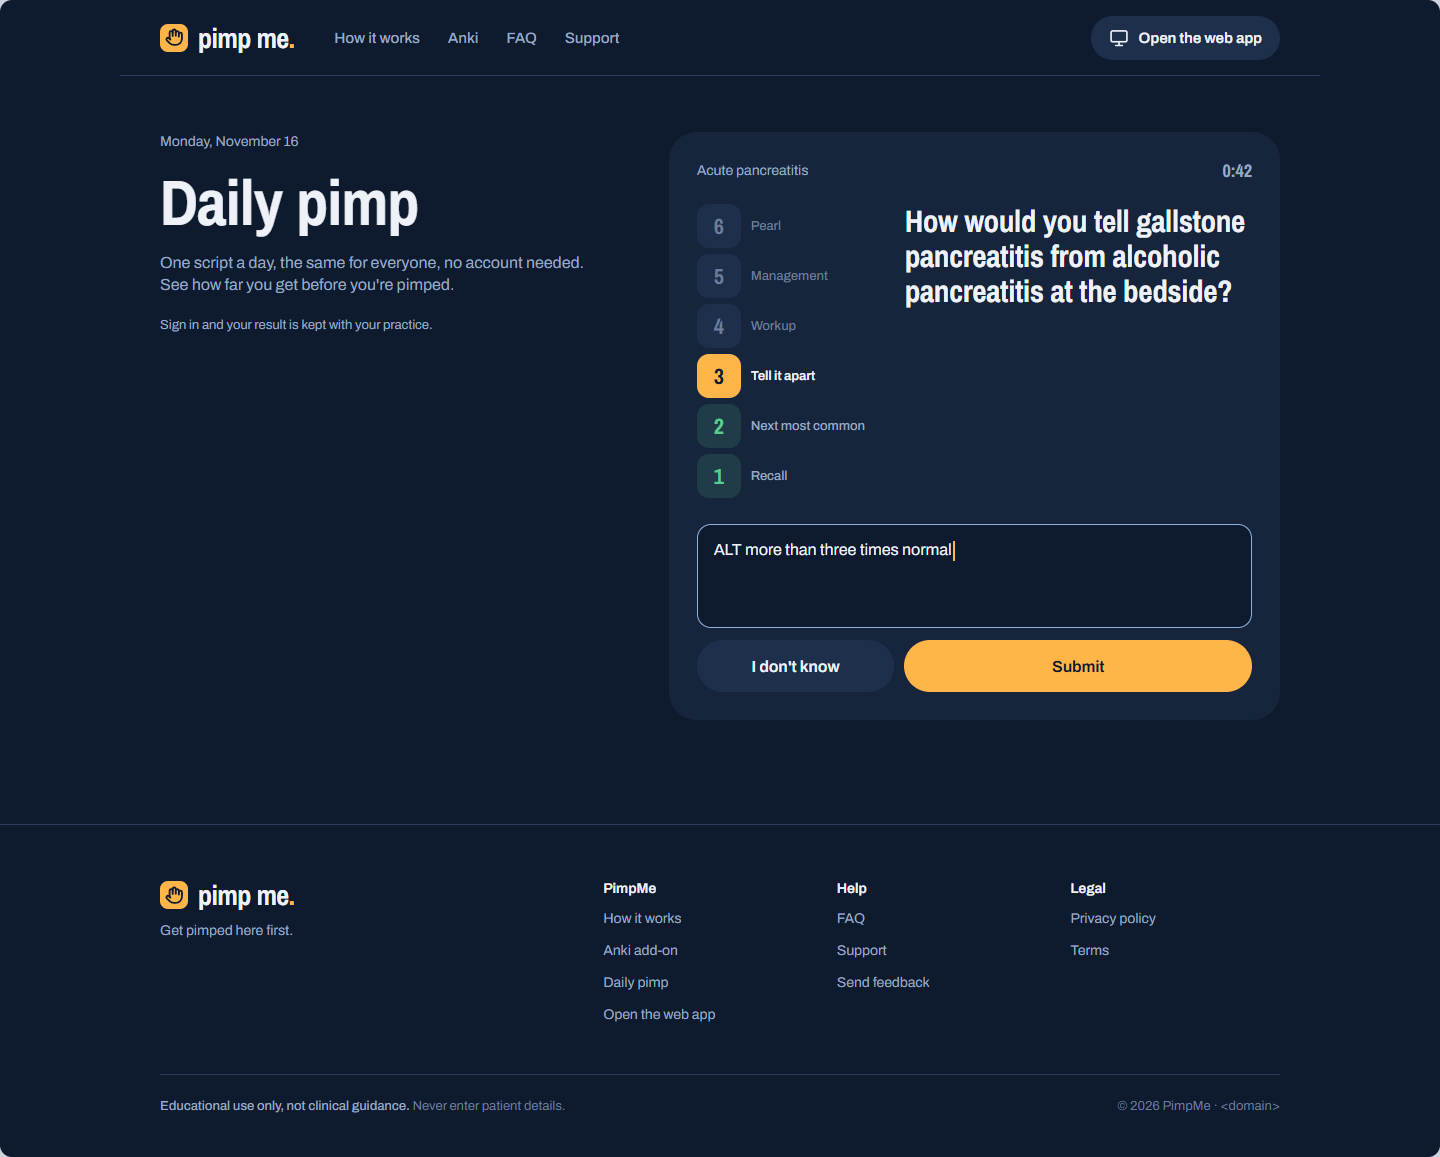 pimp me.
How it works
Anki
FAQ
Support
Open the web app
Monday, November 16
Daily pimp
One script a day, the same for everyone, no account needed.
See how far you get before you're pimped.
Sign in and your result is kept with your practice.
Acute pancreatitis
0:42
6 Pearl
5 Management
4 Workup
3 Tell it apart
2 Next most common
1 Recall
How would you tell gallstone
pancreatitis from alcoholic
pancreatitis at the bedside?
ALT more than three times normal
I don't know
Submit
pimp me.
Get pimped here first.
PimpMe
How it works
Anki add-on
Daily pimp
Open the web app
Help
FAQ
Support
Send feedback
Legal
Privacy policy
Terms
Educational use only, not clinical guidance. Never enter patient details.
© 2026 PimpMe · <domain>